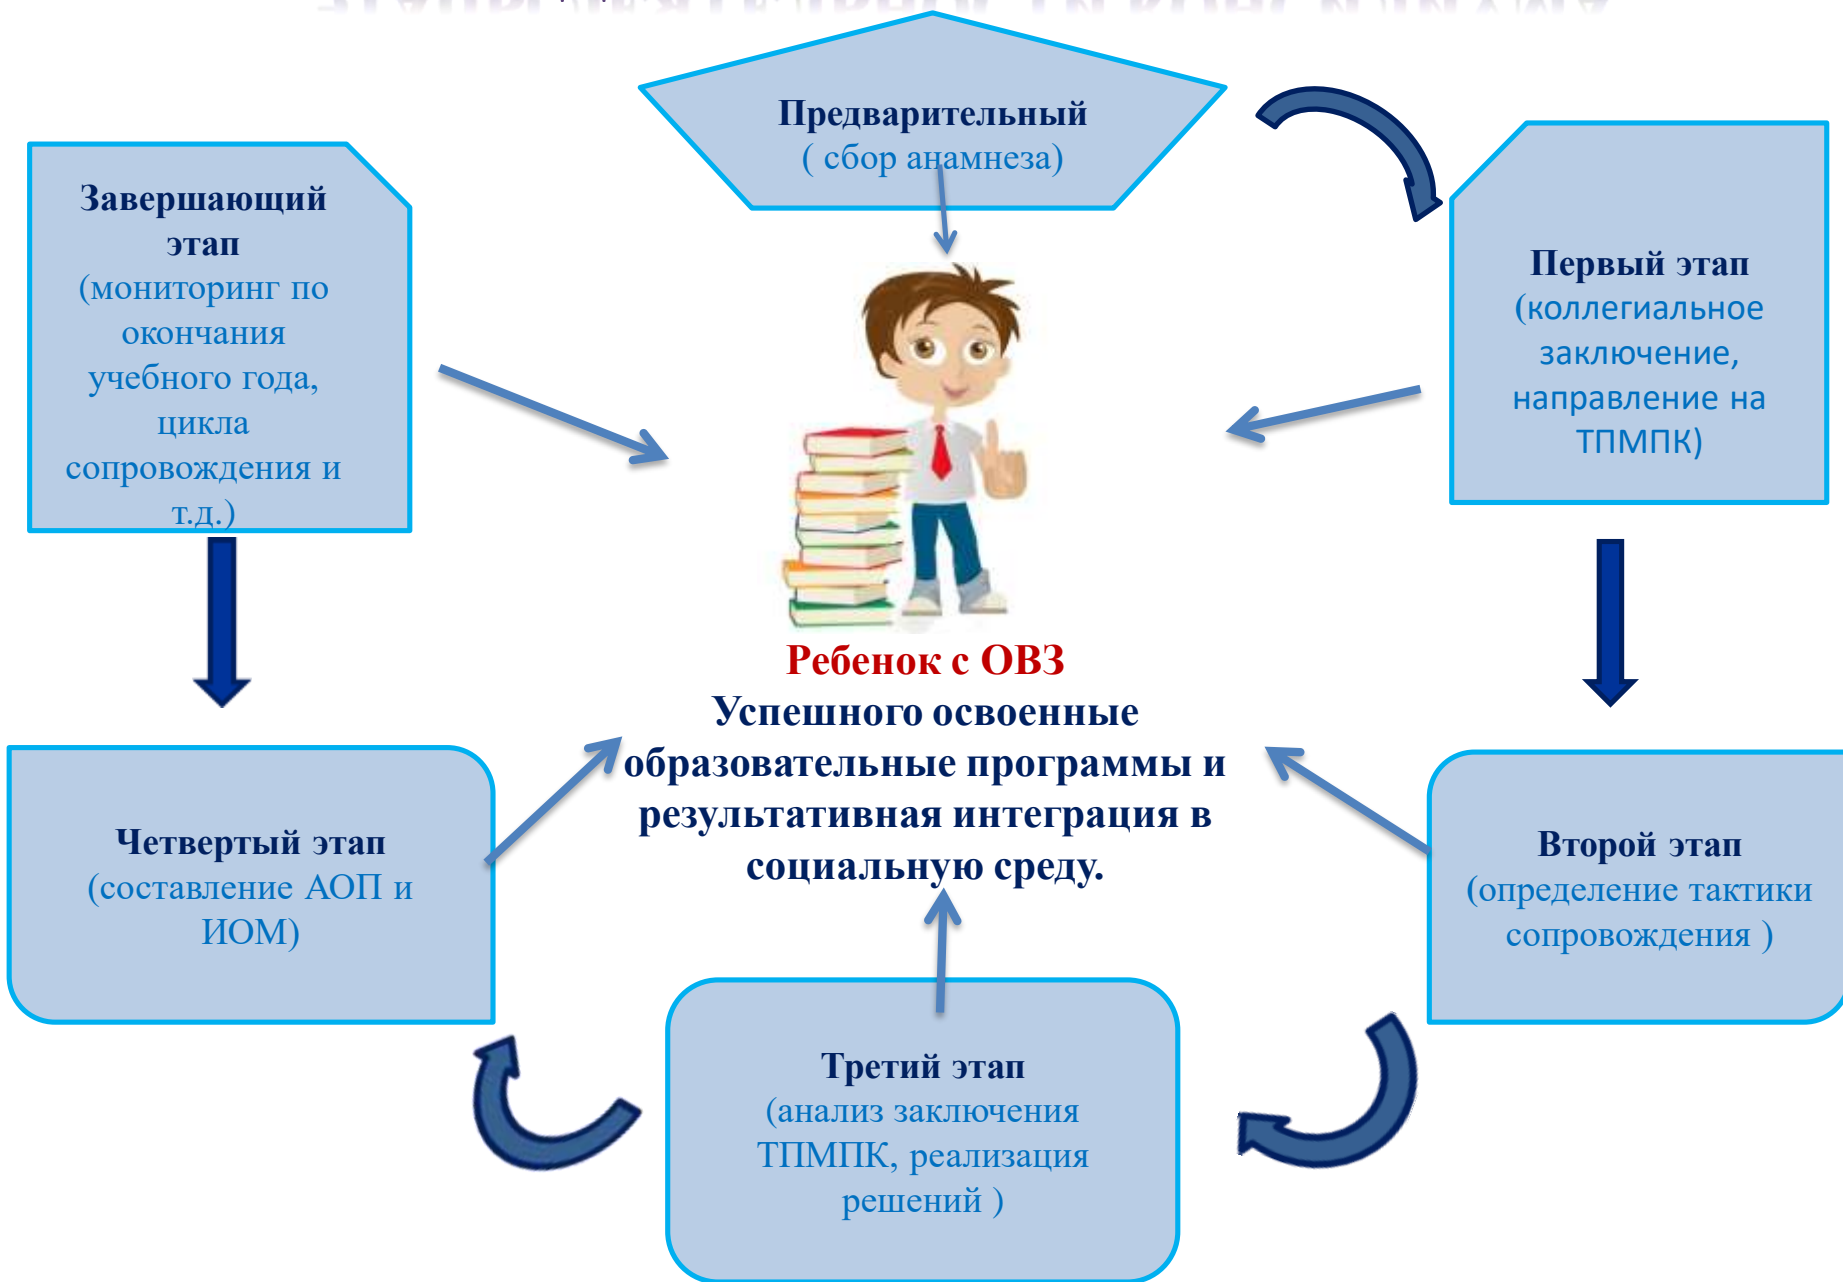 Предварительный
( сбор анамнеза)
Завершающий
этап
(мониторинг по
окончания
учебного года,
цикла
сопровождения и
т.д.)
Первый этап
(коллегиальное
заключение,
направление на
ТПМПК)
Ребенок с ОВЗ
Успешного освоенные
образовательные программы и
результативная интеграция в
социальную среду.
Четвертый этап
(составление АОП и
ИОМ)
Второй этап
(определение тактики
сопровождения )
Третий этап
(анализ заключения
ТПМПК, реализация
решений )